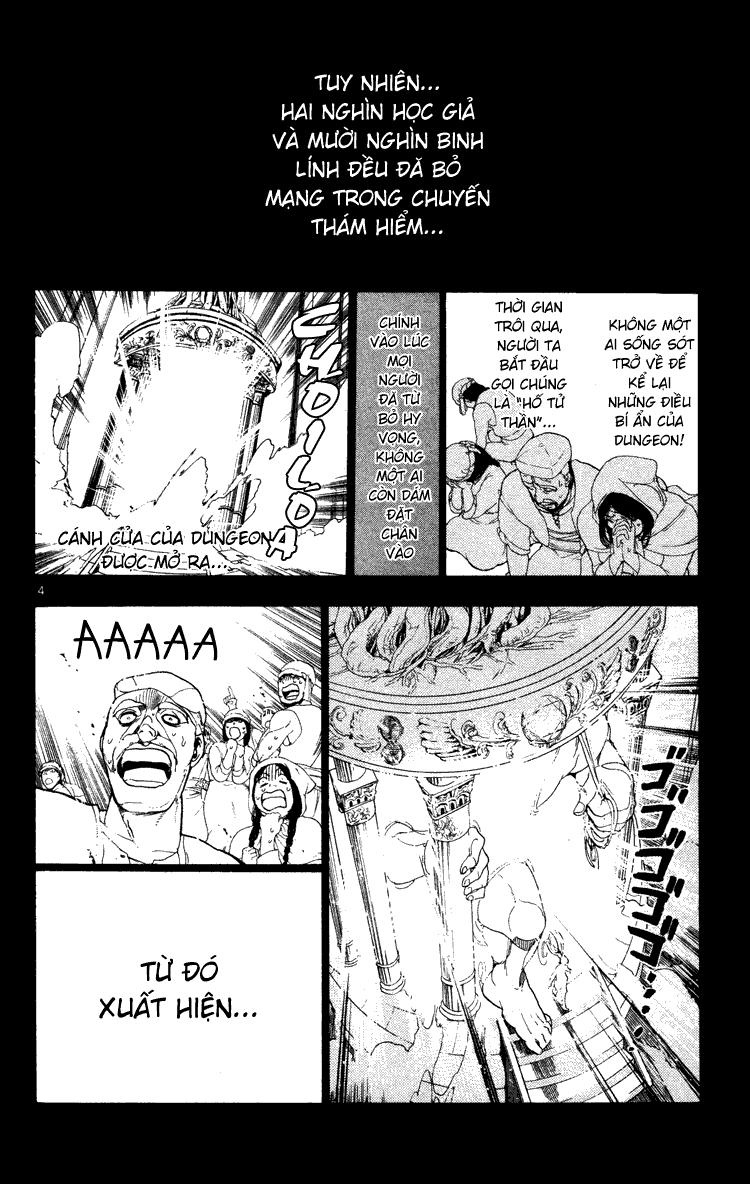 TUY NHIÊN...
HAI NGHÌN HỌC GIẢ
VÀ MƯỜI NGHÌN BINH
LÍNH ĐỀU ĐÃ BỎ
MẠNG TRONG CHUYẾN
THÁM HIỂM...
KHÔNG MỘT
AI SỐNG SÓT
TRỞ VỀ ĐỂ
KỂ LẠI
NHỮNG ĐIỀU
BÍ ẨN CỦA
DUNGEON!
THỜI GIAN
TRÔI QUA,
NGƯỜI TA
BẮT ĐẦU
GỌI CHÚNG
LÀ "HỐ TỬ
THẦN"...
CHÍNH
VÀO LÚC
MỌI
NGƯỜI
ĐÃ TỪ
BỎ HY
VỌNG,
KHÔNG
MỘT AI
CÒN DÁM
ĐẶT
CHÂN
VÀO
CHÓI LÓA
CÁNH CỬA CỦA DUNGEON
ĐƯỢC MỞ RA...
4
ゴゴゴゴゴ
AAAAA
TỪ ĐÓ
XUẤT HIỆN...